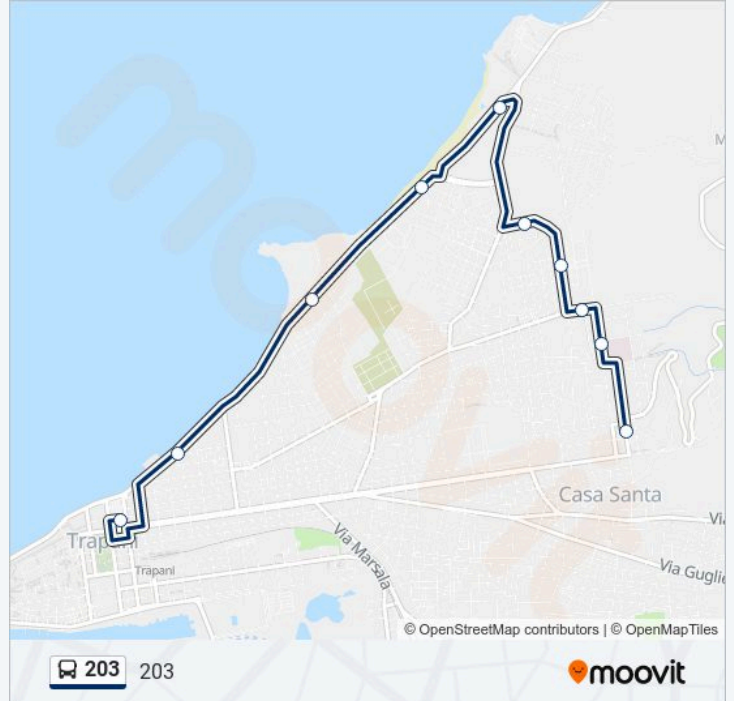 M
Casa Santa
Trapani
Via
Via Marsala
Trapani
Via Guglie
© OpenStreetMap contributors | © OpenMapTiles
203 203
moovit